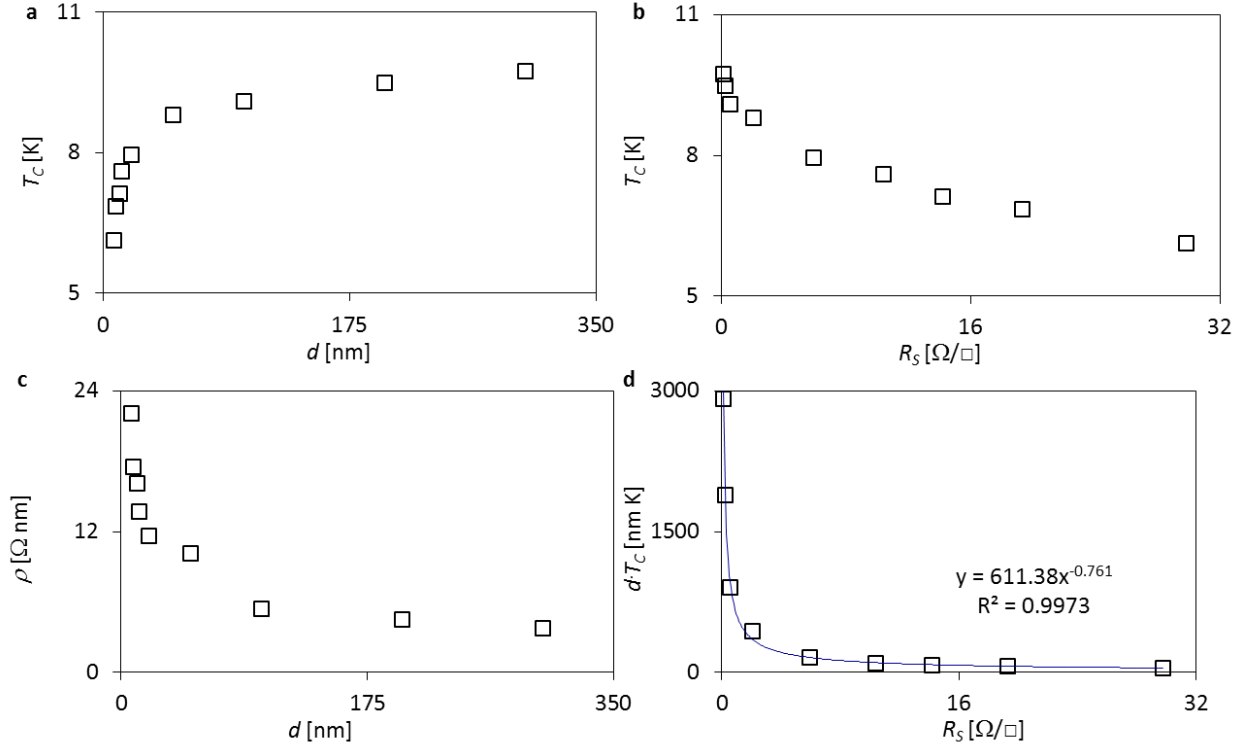 a
11
8
5
T_C [K]
0 175 350
d [nm]
b
11
8
5
T_C [K]
0 16 32
R_S [Ω/□]
c
24
12
0
ρ [Ω nm]
0 175 350
d [nm]
d
3000
1500
0
d·T_C [nm K]
y = 611.38x^-0.761
R² = 0.9973
0 16 32
R_S [Ω/□]